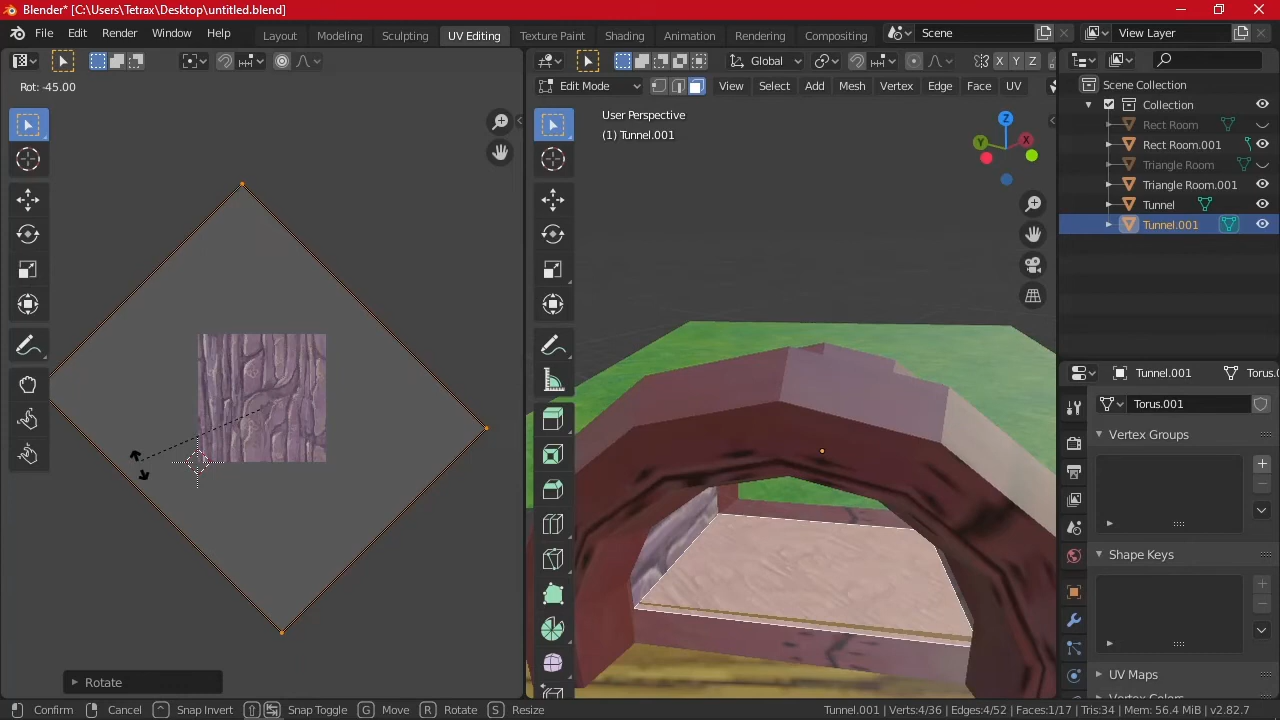 Blender* [C:\Users\Tetrax\Desktop\untitled.blend]
File Edit Render Window Help Layout Modeling Sculpting UV Editing Texture Paint Shading Animation Rendering Compositing Scene View Layer
Global X Y Z
Rot: -45.00
Edit Mode View Select Add Mesh Vertex Edge Face UV
Scene Collection
Collection
Rect Room
Rect Room.001
Triangle Room
Triangle Room.001
Tunnel
Tunnel.001
User Perspective
(1) Tunnel.001
Z
Y
X
Tunnel.001
Torus.001
Vertex Groups
Shape Keys
UV Maps
Rotate
Confirm Cancel Snap Invert Snap Toggle G Move R Rotate S Resize Tunnel.001 | Verts:4/36 | Edges:4/52 | Faces:1/17 | Tris:34 | Mem: 56.4 MiB | v2.82.7